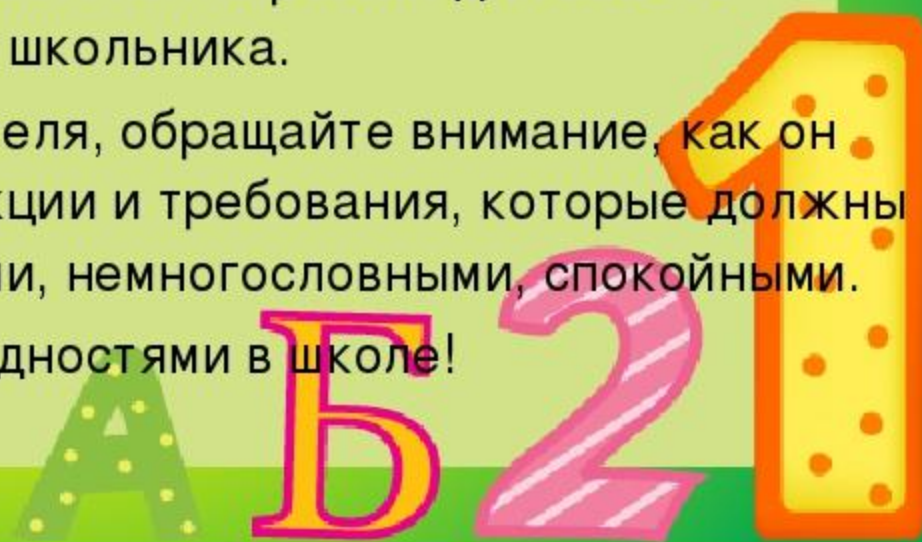 школьника.
еля, обращайте внимание, как он
ции и требования, которые должны
и, немногословными, спокойными.
дностями в школе!
А Б 2 1